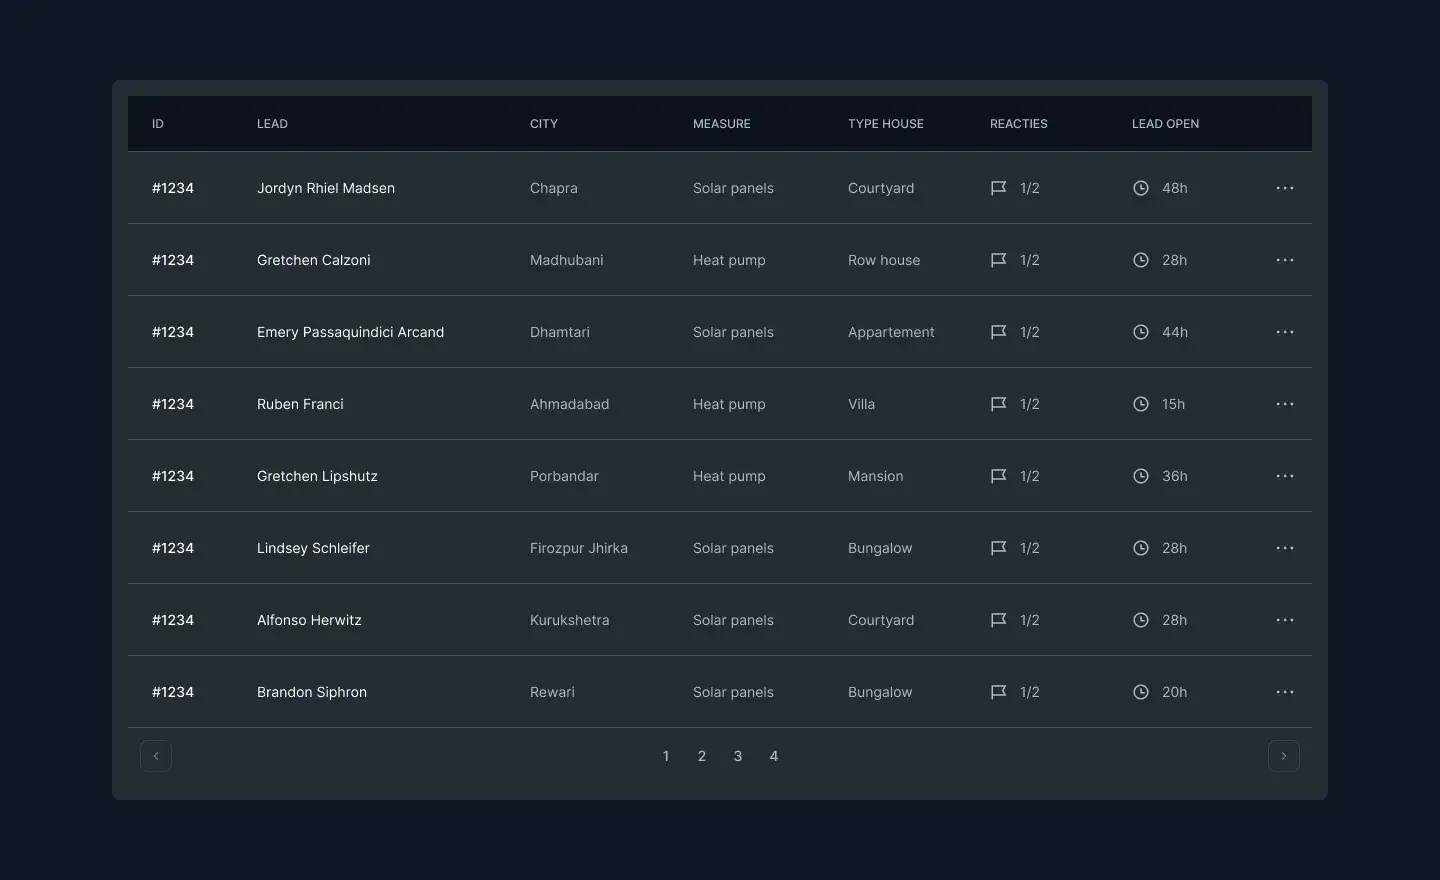 ID LEAD CITY MEASURE TYPE HOUSE REACTIES LEAD OPEN
#1234 Jordyn Rhiel Madsen Chapra Solar panels Courtyard 1/2 48h
#1234 Gretchen Calzoni Madhubani Heat pump Row house 1/2 28h
#1234 Emery Passaquindici Arcand Dhamtari Solar panels Appartement 1/2 44h
#1234 Ruben Franci Ahmadabad Heat pump Villa 1/2 15h
#1234 Gretchen Lipshutz Porbandar Heat pump Mansion 1/2 36h
#1234 Lindsey Schleifer Firozpur Jhirka Solar panels Bungalow 1/2 28h
#1234 Alfonso Herwitz Kurukshetra Solar panels Courtyard 1/2 28h
#1234 Brandon Siphron Rewari Solar panels Bungalow 1/2 20h
1 2 3 4